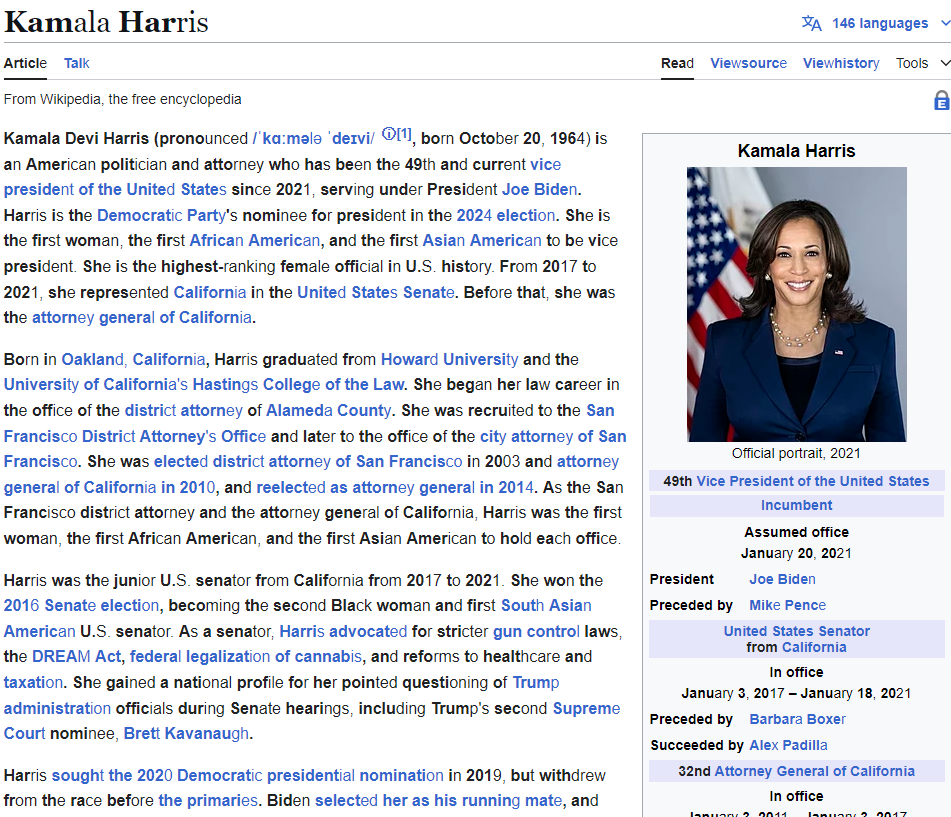 Kamala Harris
146 languages
Article Talk
Read Viewsource Viewhistory Tools
From Wikipedia, the free encyclopedia
Kamala Devi Harris (pronounced /ˈkɑːmələ ˈdeɪvi/ ⓘ[1], born October 20, 1964) is
an American politician and attorney who has been the 49th and current vice
president of the United States since 2021, serving under President Joe Biden.
Harris is the Democratic Party's nominee for president in the 2024 election. She is
the first woman, the first African American, and the first Asian American to be vice
president. She is the highest-ranking female official in U.S. history. From 2017 to
2021, she represented California in the United States Senate. Before that, she was
the attorney general of California.
Born in Oakland, California, Harris graduated from Howard University and the
University of California's Hastings College of the Law. She began her law career in
the office of the district attorney of Alameda County. She was recruited to the San
Francisco District Attorney's Office and later to the office of the city attorney of San
Francisco. She was elected district attorney of San Francisco in 2003 and attorney
general of California in 2010, and reelected as attorney general in 2014. As the San
Francisco district attorney and the attorney general of California, Harris was the first
woman, the first African American, and the first Asian American to hold each office.
Harris was the junior U.S. senator from California from 2017 to 2021. She won the
2016 Senate election, becoming the second Black woman and first South Asian
American U.S. senator. As a senator, Harris advocated for stricter gun control laws,
the DREAM Act, federal legalization of cannabis, and reforms to healthcare and
taxation. She gained a national profile for her pointed questioning of Trump
administration officials during Senate hearings, including Trump's second Supreme
Court nominee, Brett Kavanaugh.
Harris sought the 2020 Democratic presidential nomination in 2019, but withdrew
from the race before the primaries. Biden selected her as his running mate, and
E
Kamala Harris
Official portrait, 2021
49th Vice President of the United States
Incumbent
Assumed office
January 20, 2021
President Joe Biden
Preceded by Mike Pence
United States Senator
from California
In office
January 3, 2017 – January 18, 2021
Preceded by Barbara Boxer
Succeeded by Alex Padilla
32nd Attorney General of California
In office
January 3, 2011 – January 3, 2017